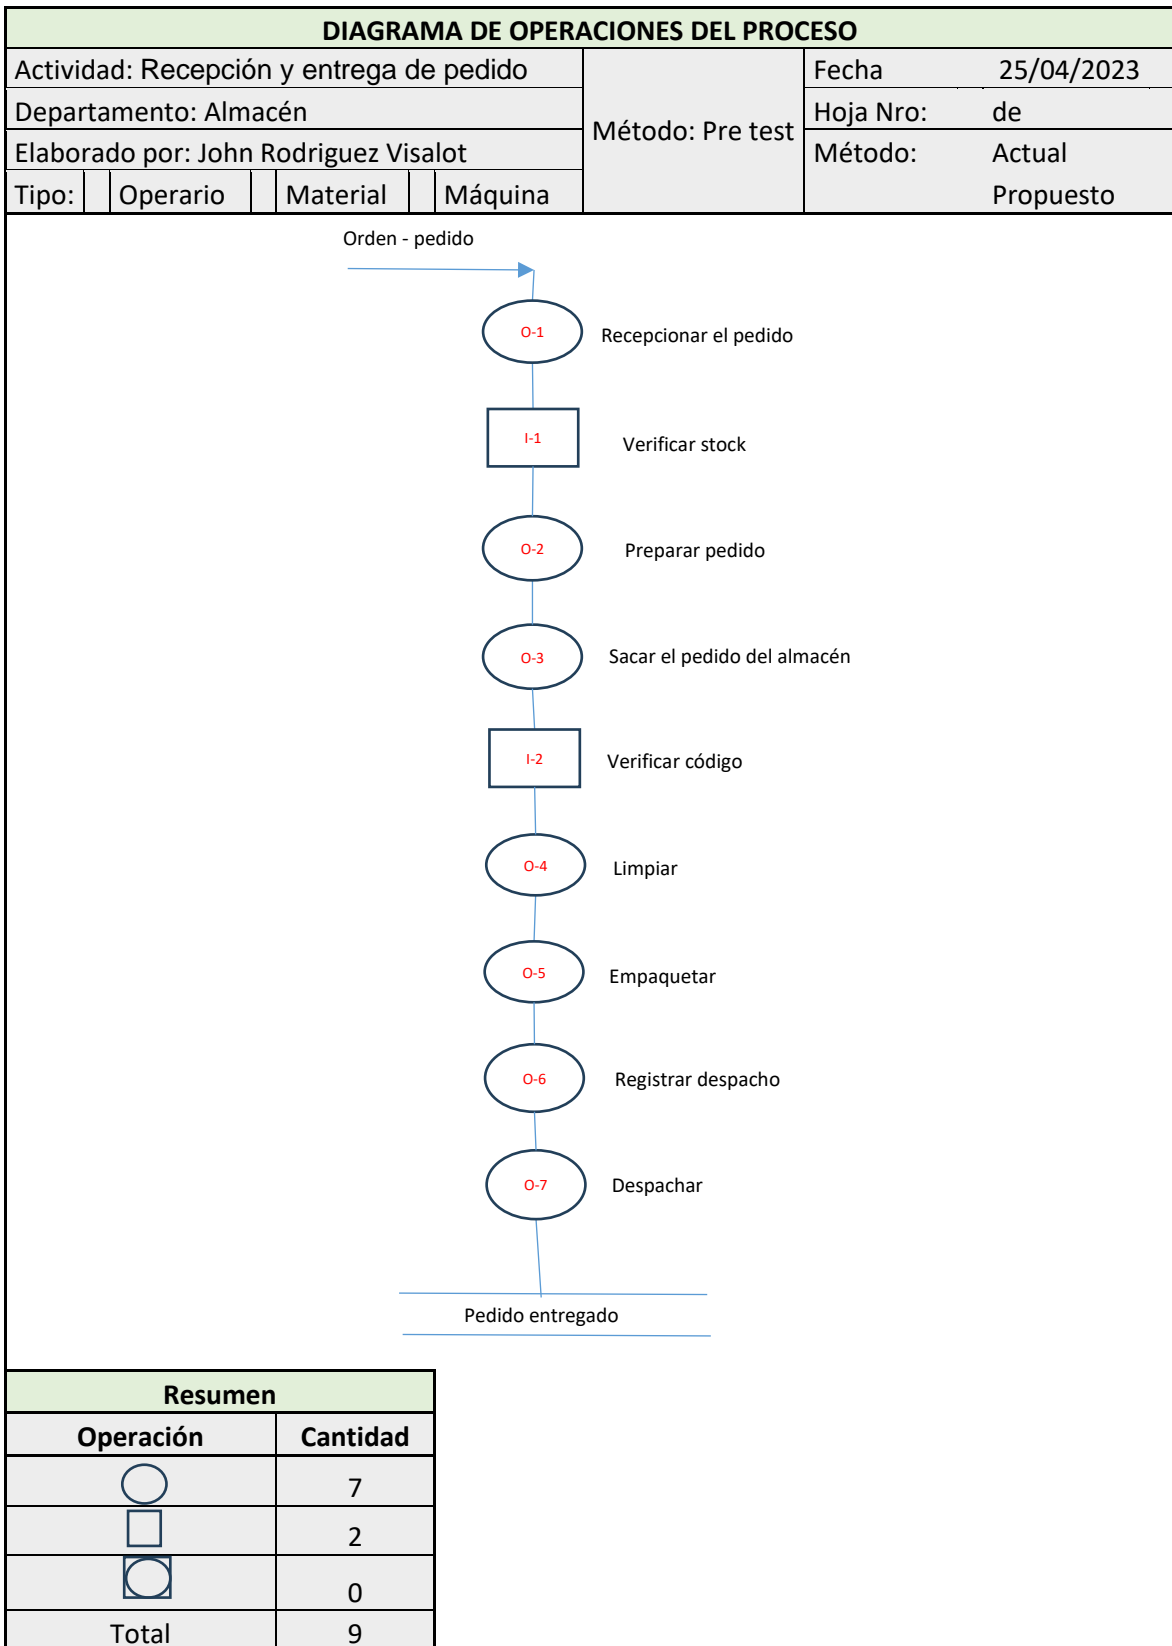 DIAGRAMA DE OPERACIONES DEL PROCESO
Actividad: Recepción y entrega de pedido
Fecha 25/04/2023
Departamento: Almacén
Método: Pre test
Hoja Nro: de
Elaborado por: John Rodriguez Visalot
Método: Actual
Tipo: Operario Material Máquina
Propuesto
Orden - pedido
O-1 Recepcionar el pedido
I-1 Verificar stock
O-2 Preparar pedido
O-3 Sacar el pedido del almacén
I-2 Verificar código
O-4 Limpiar
O-5 Empaquetar
O-6 Registrar despacho
O-7 Despachar
Pedido entregado
Resumen
Operación Cantidad
7
2
0
Total 9